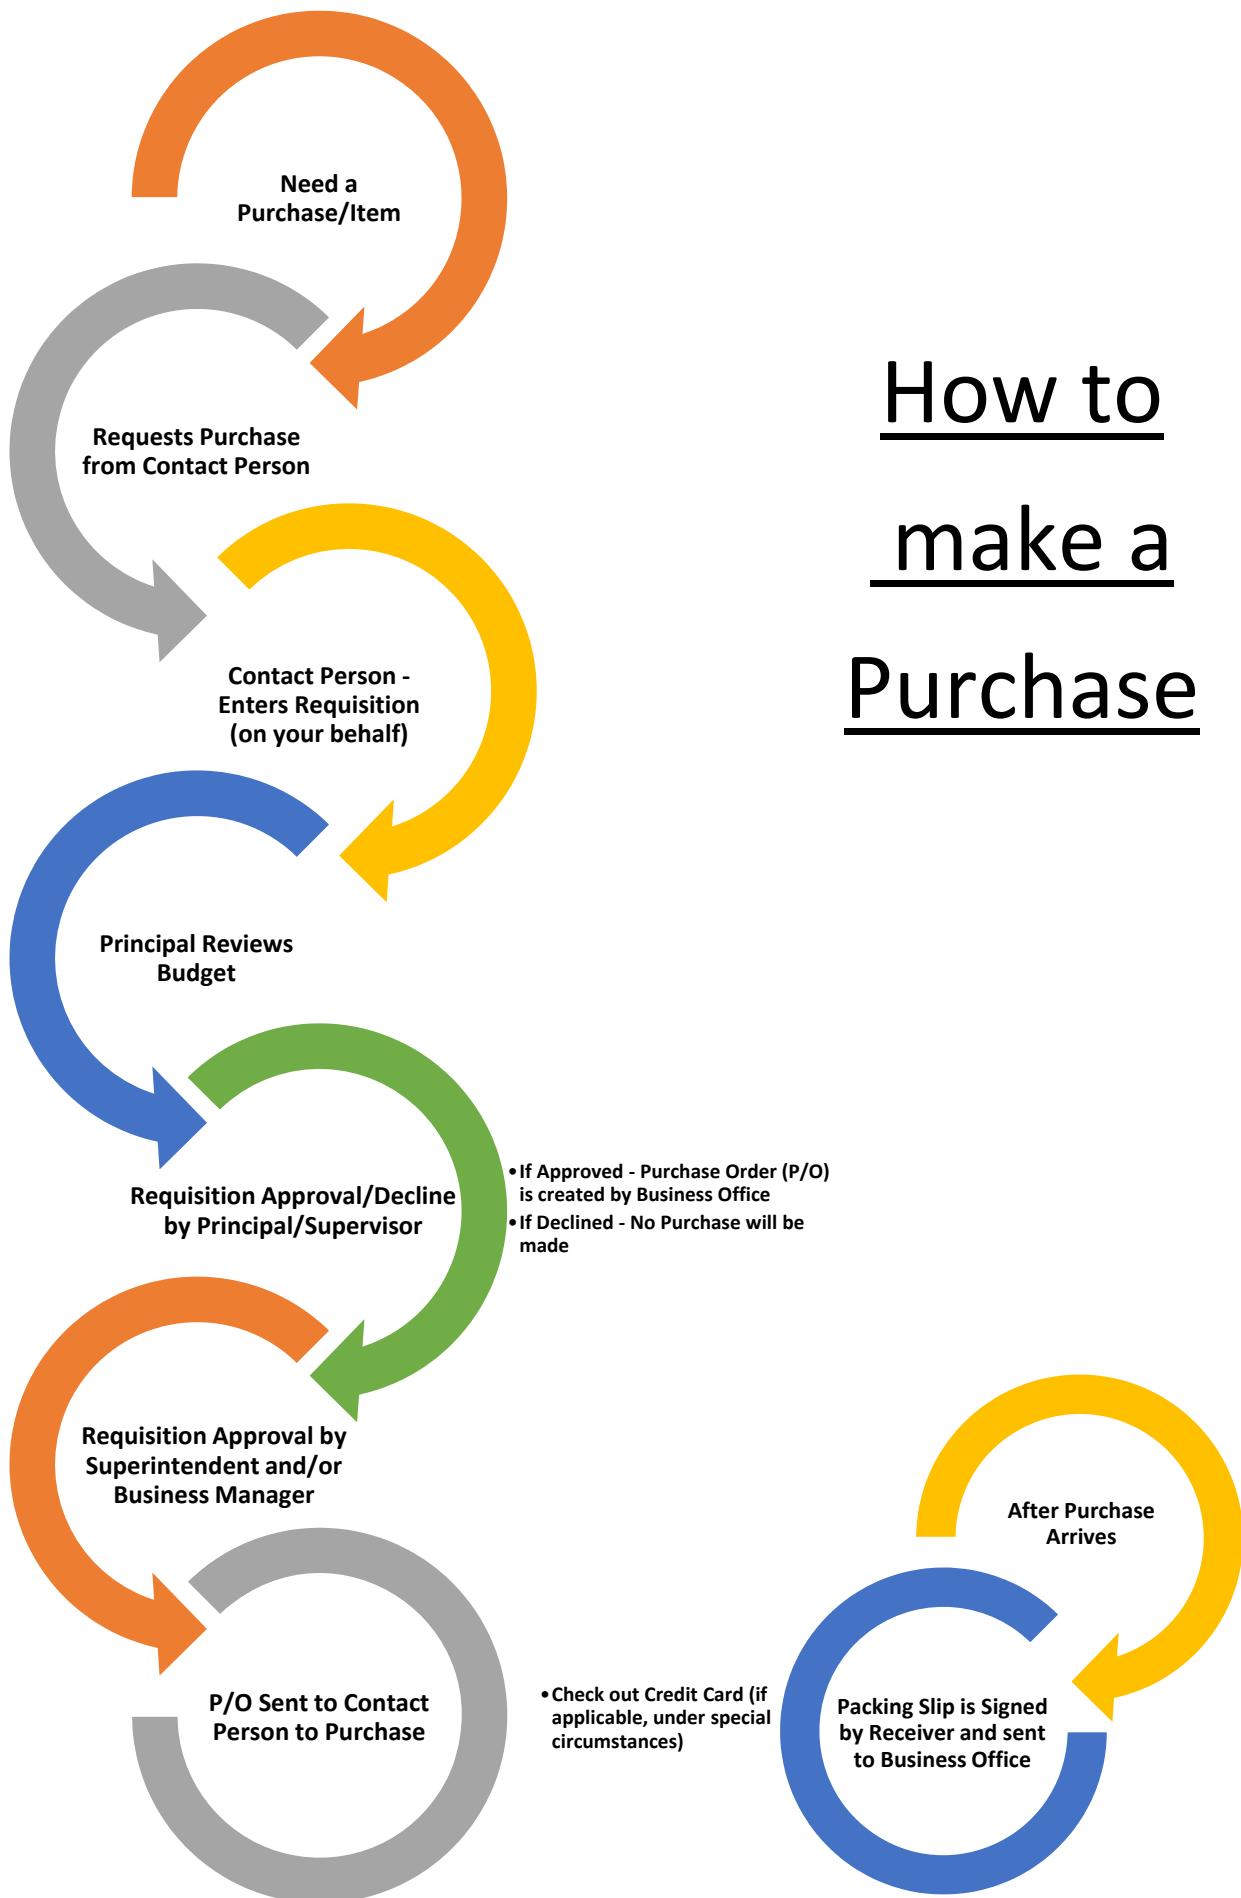 How to
make a
Purchase
Need a
Purchase/Item
Requests Purchase
from Contact Person
Contact Person -
Enters Requisition
(on your behalf)
Principal Reviews
Budget
Requisition Approval/Decline
by Principal/Supervisor
•If Approved - Purchase Order (P/O)
is created by Business Office
•If Declined - No Purchase will be
made
Requisition Approval by
Superintendent and/or
Business Manager
P/O Sent to Contact
Person to Purchase
•Check out Credit Card (if
applicable, under special
circumstances)
After Purchase
Arrives
Packing Slip is Signed
by Receiver and sent
to Business Office